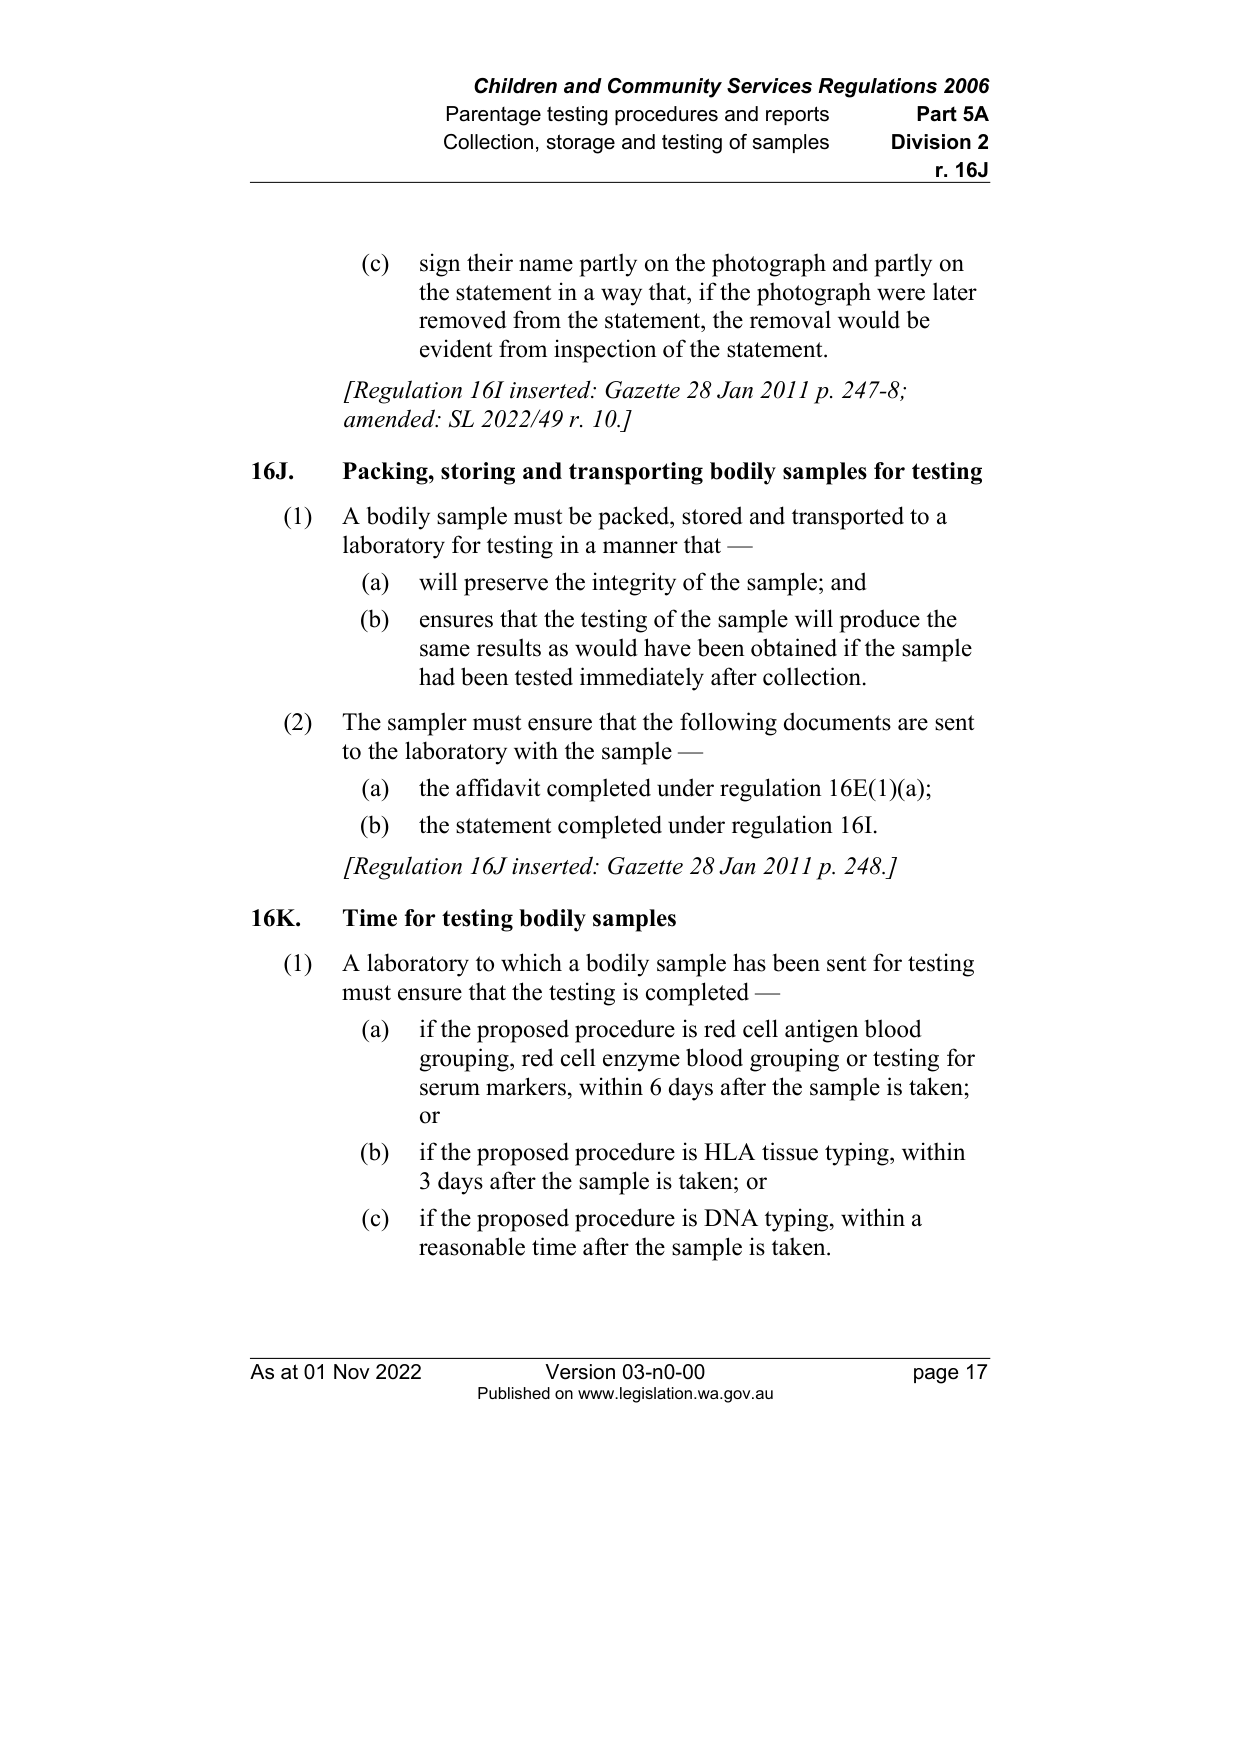 Children and Community Services Regulations 2006
Parentage testing procedures and reports Part 5A
Collection, storage and testing of samples Division 2
r. 16J
(c) sign their name partly on the photograph and partly on
the statement in a way that, if the photograph were later
removed from the statement, the removal would be
evident from inspection of the statement.
[Regulation 16I inserted: Gazette 28 Jan 2011 p. 247-8;
amended: SL 2022/49 r. 10.]
16J. Packing, storing and transporting bodily samples for testing
(1) A bodily sample must be packed, stored and transported to a
laboratory for testing in a manner that —
(a) will preserve the integrity of the sample; and
(b) ensures that the testing of the sample will produce the
same results as would have been obtained if the sample
had been tested immediately after collection.
(2) The sampler must ensure that the following documents are sent
to the laboratory with the sample —
(a) the affidavit completed under regulation 16E(1)(a);
(b) the statement completed under regulation 16I.
[Regulation 16J inserted: Gazette 28 Jan 2011 p. 248.]
16K. Time for testing bodily samples
(1) A laboratory to which a bodily sample has been sent for testing
must ensure that the testing is completed —
(a) if the proposed procedure is red cell antigen blood
grouping, red cell enzyme blood grouping or testing for
serum markers, within 6 days after the sample is taken;
or
(b) if the proposed procedure is HLA tissue typing, within
3 days after the sample is taken; or
(c) if the proposed procedure is DNA typing, within a
reasonable time after the sample is taken.
As at 01 Nov 2022 Version 03-n0-00 page 17
Published on www.legislation.wa.gov.au